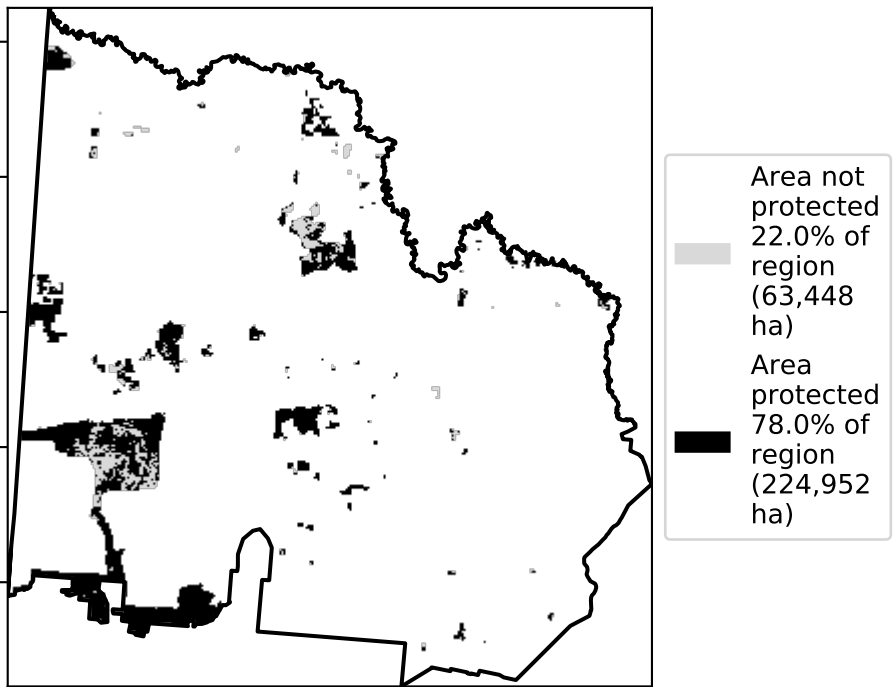 Area not
protected
22.0% of
region
(63,448
ha)
Area
protected
78.0% of
region
(224,952
ha)